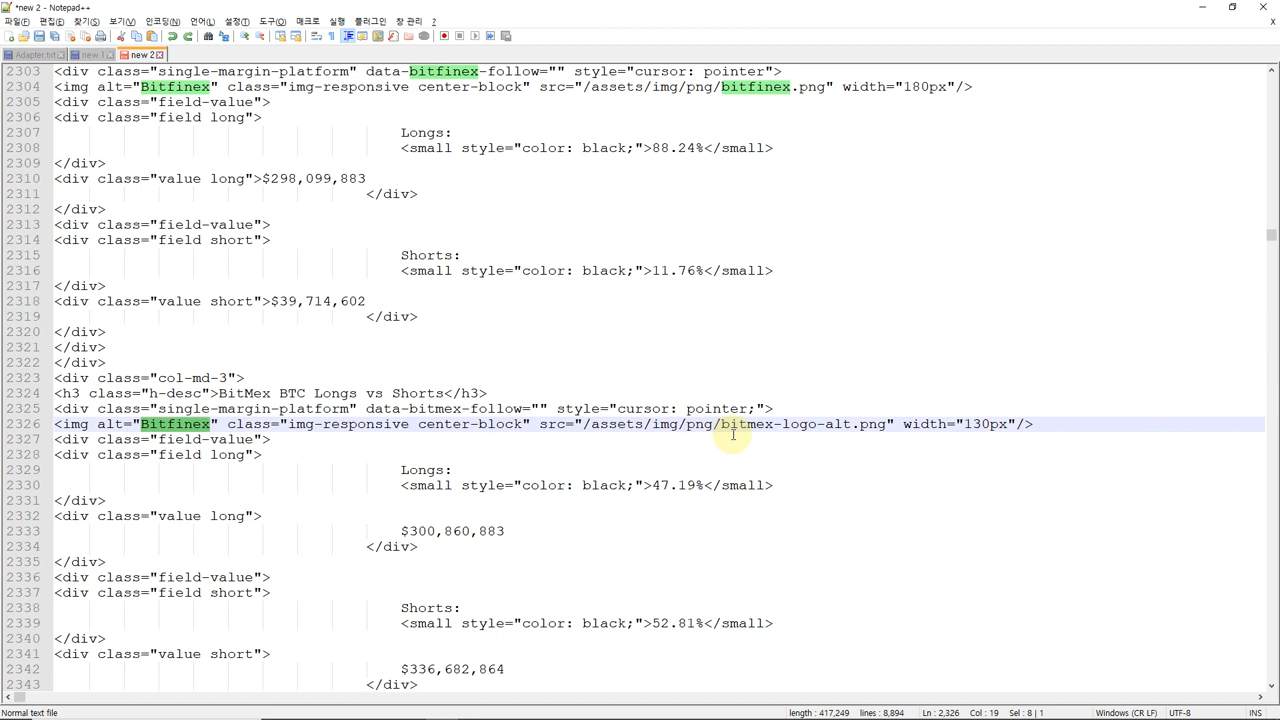 *new 2 - Notepad++
파일(F) 편집(E) 찾기(S) 보기(V) 인코딩(N) 언어(L) 설정(T) 도구(O) 매크로 실행 플러그인 창 관리 ?
Adapter.txt new 1 new 2
2303 <div class="single-margin-platform" data-bitfinex-follow="" style="cursor: pointer">
2304 <img alt="Bitfinex" class="img-responsive center-block" src="/assets/img/png/bitfinex.png" width="180px"/>
2305 <div class="field-value">
2306 <div class="field long">
2307 Longs:
2308 <small style="color: black;">88.24%</small>
2309 </div>
2310 <div class="value long">$298,099,883
2311 </div>
2312 </div>
2313 <div class="field-value">
2314 <div class="field short">
2315 Shorts:
2316 <small style="color: black;">11.76%</small>
2317 </div>
2318 <div class="value short">$39,714,602
2319 </div>
2320 </div>
2321 </div>
2322 </div>
2323 <div class="col-md-3">
2324 <h3 class="h-desc">BitMex BTC Longs vs Shorts</h3>
2325 <div class="single-margin-platform" data-bitmex-follow="" style="cursor: pointer;">
2326 <img alt="Bitfinex" class="img-responsive center-block" src="/assets/img/png/bitmex-logo-alt.png" width="130px"/>
2327 <div class="field-value">
2328 <div class="field long">
2329 Longs:
2330 <small style="color: black;">47.19%</small>
2331 </div>
2332 <div class="value long">
2333 $300,860,883
2334 </div>
2335 </div>
2336 <div class="field-value">
2337 <div class="field short">
2338 Shorts:
2339 <small style="color: black;">52.81%</small>
2340 </div>
2341 <div class="value short">
2342 $336,682,864
2343 </div>
Normal text file length : 417,249 lines : 8,894 Ln : 2,326 Col : 19 Sel : 8 | 1 Windows (CR LF) UTF-8 INS